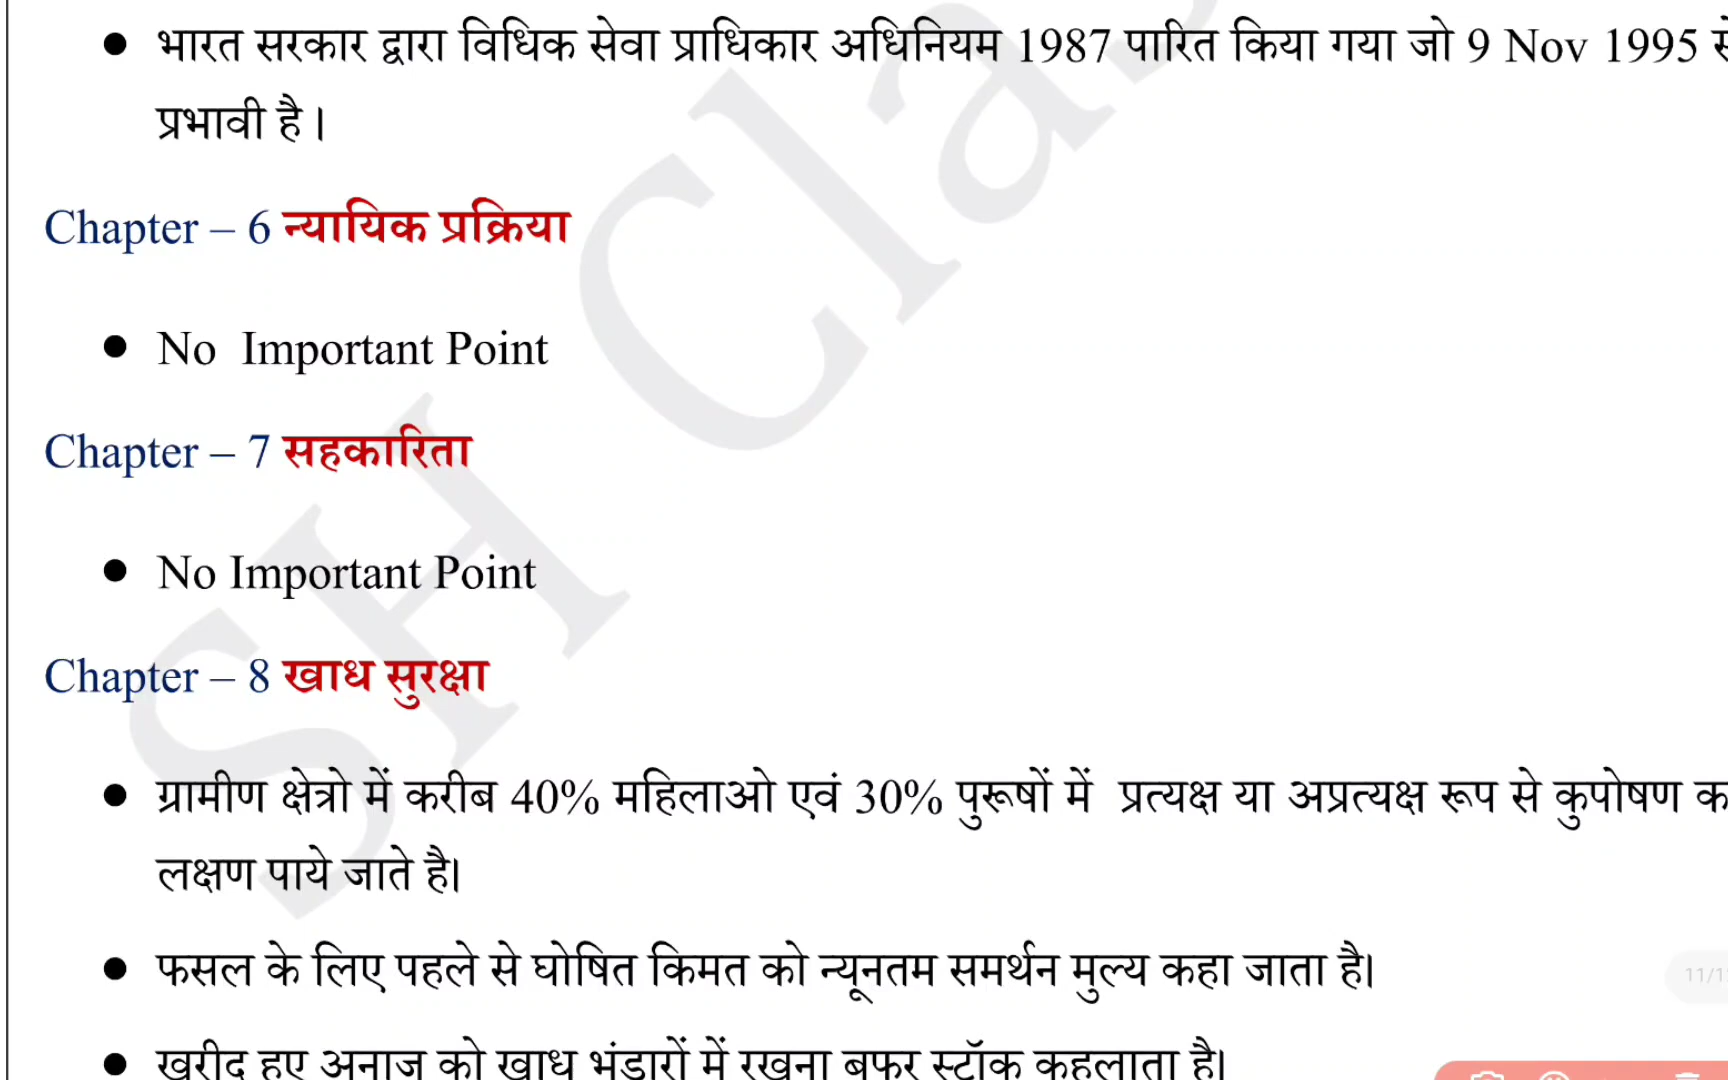 भारत सरकार द्वारा विधिक सेवा प्राधिकार अधिनियम 1987 पारित किया गया जो 9 Nov 1995 से
प्रभावी है ।
Chapter – 6 न्यायिक प्रक्रिया
No Important Point
Chapter – 7 सहकारिता
No Important Point
Chapter – 8 खाध सुरक्षा
ग्रामीण क्षेत्रो में करीब 40% महिलाओ एवं 30% पुरूषों में प्रत्यक्ष या अप्रत्यक्ष रूप से कुपोषण
लक्षण पाये जाते है।
फसल के लिए पहले से घोषित किमत को न्यूनतम समर्थन मुल्य कहा जाता है।
खरीद हुए अनाज को खाध भंडारों में रखना बफर स्टॉक कहलाता है।
SH Cla